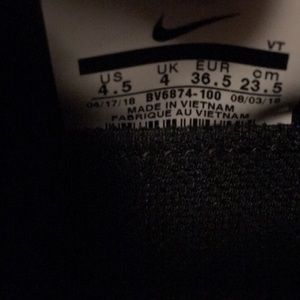 VT
US UK EUR cm
4.5 4 36.5 23.5
04/17/18 BV6874-100 08/03/18
MADE IN VIETNAM
FABRIQUE AU VIETNAM